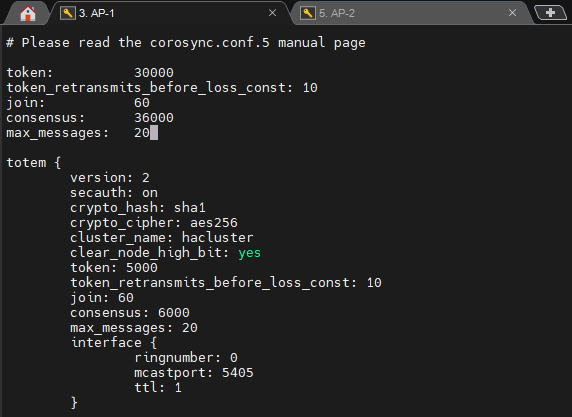 3. AP-1
5. AP-2
# Please read the corosync.conf.5 manual page
token: 30000
token_retransmits_before_loss_const: 10
join: 60
consensus: 36000
max_messages: 20
totem {
version: 2
secauth: on
crypto_hash: sha1
crypto_cipher: aes256
cluster_name: hacluster
clear_node_high_bit: yes
token: 5000
token_retransmits_before_loss_const: 10
join: 60
consensus: 6000
max_messages: 20
interface {
ringnumber: 0
mcastport: 5405
ttl: 1
}